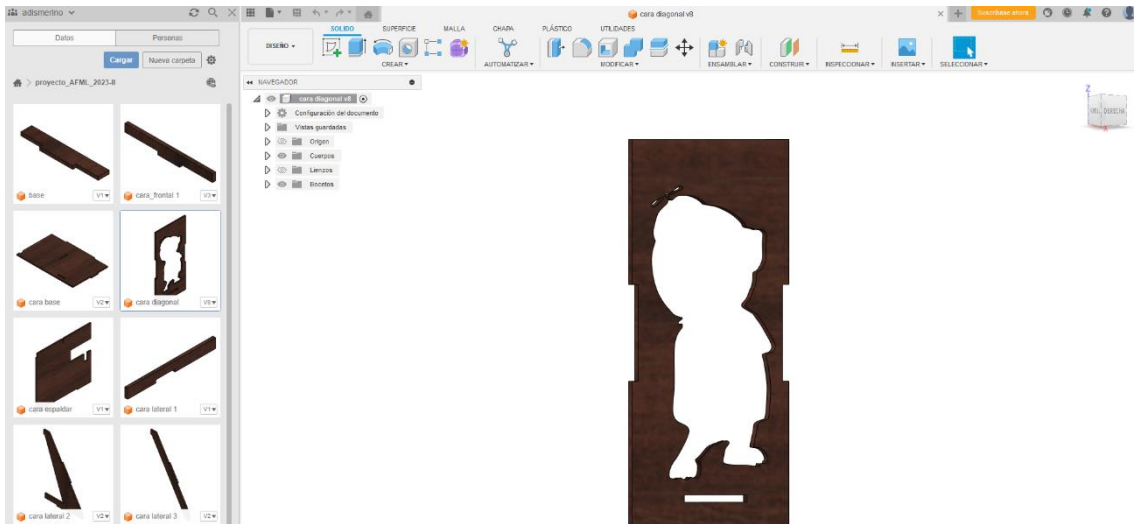 adismerino
Datos Personas
Cargar Nueva carpeta
proyecto_AFML_2023-II
base V1
cara_frontal 1 V3
cara base V2
cara diagonal V8
cara espaldar V1
cara lateral 1 V1
cara lateral 2 V2
cara lateral 3 V2
cara diagonal v8
Suscríbase ahora
DISEÑO
SÓLIDO SUPERFICIE MALLA CHAPA PLÁSTICO UTILIDADES
CREAR AUTOMATIZAR MODIFICAR ENSAMBLAR CONSTRUIR INSPECCIONAR INSERTAR SELECCIONAR
NAVEGADOR
cara diagonal v8
Configuración del documento
Vistas guardadas
Origen
Cuerpos
Lienzos
Bocetos
Z
DERECHA
X